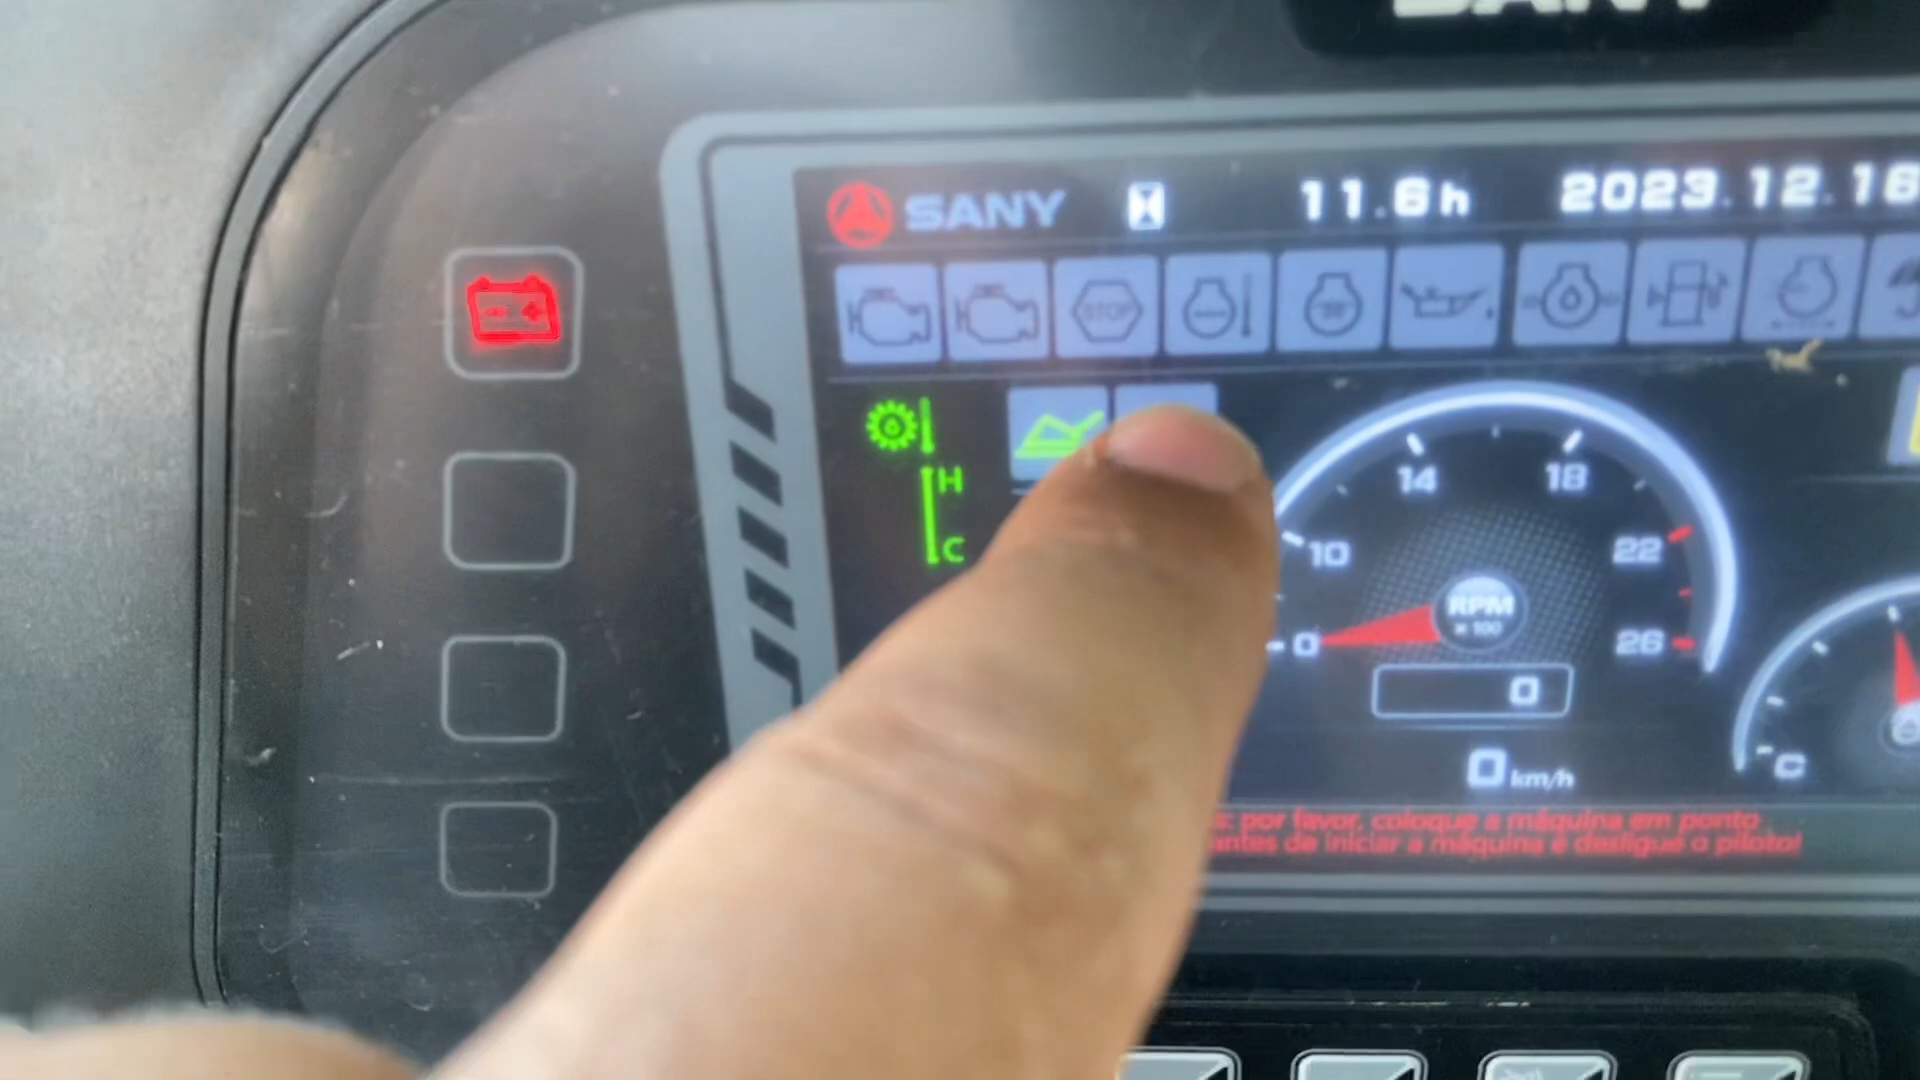 SANY
SANY 11.6h 2023.12.16
STOP
H
C
14 18
10 22
RPM
x 100
0 26
0
0 km/h
C
: por favor, coloque a máquina em ponto
antes de iniciar a máquina e desligue o piloto!